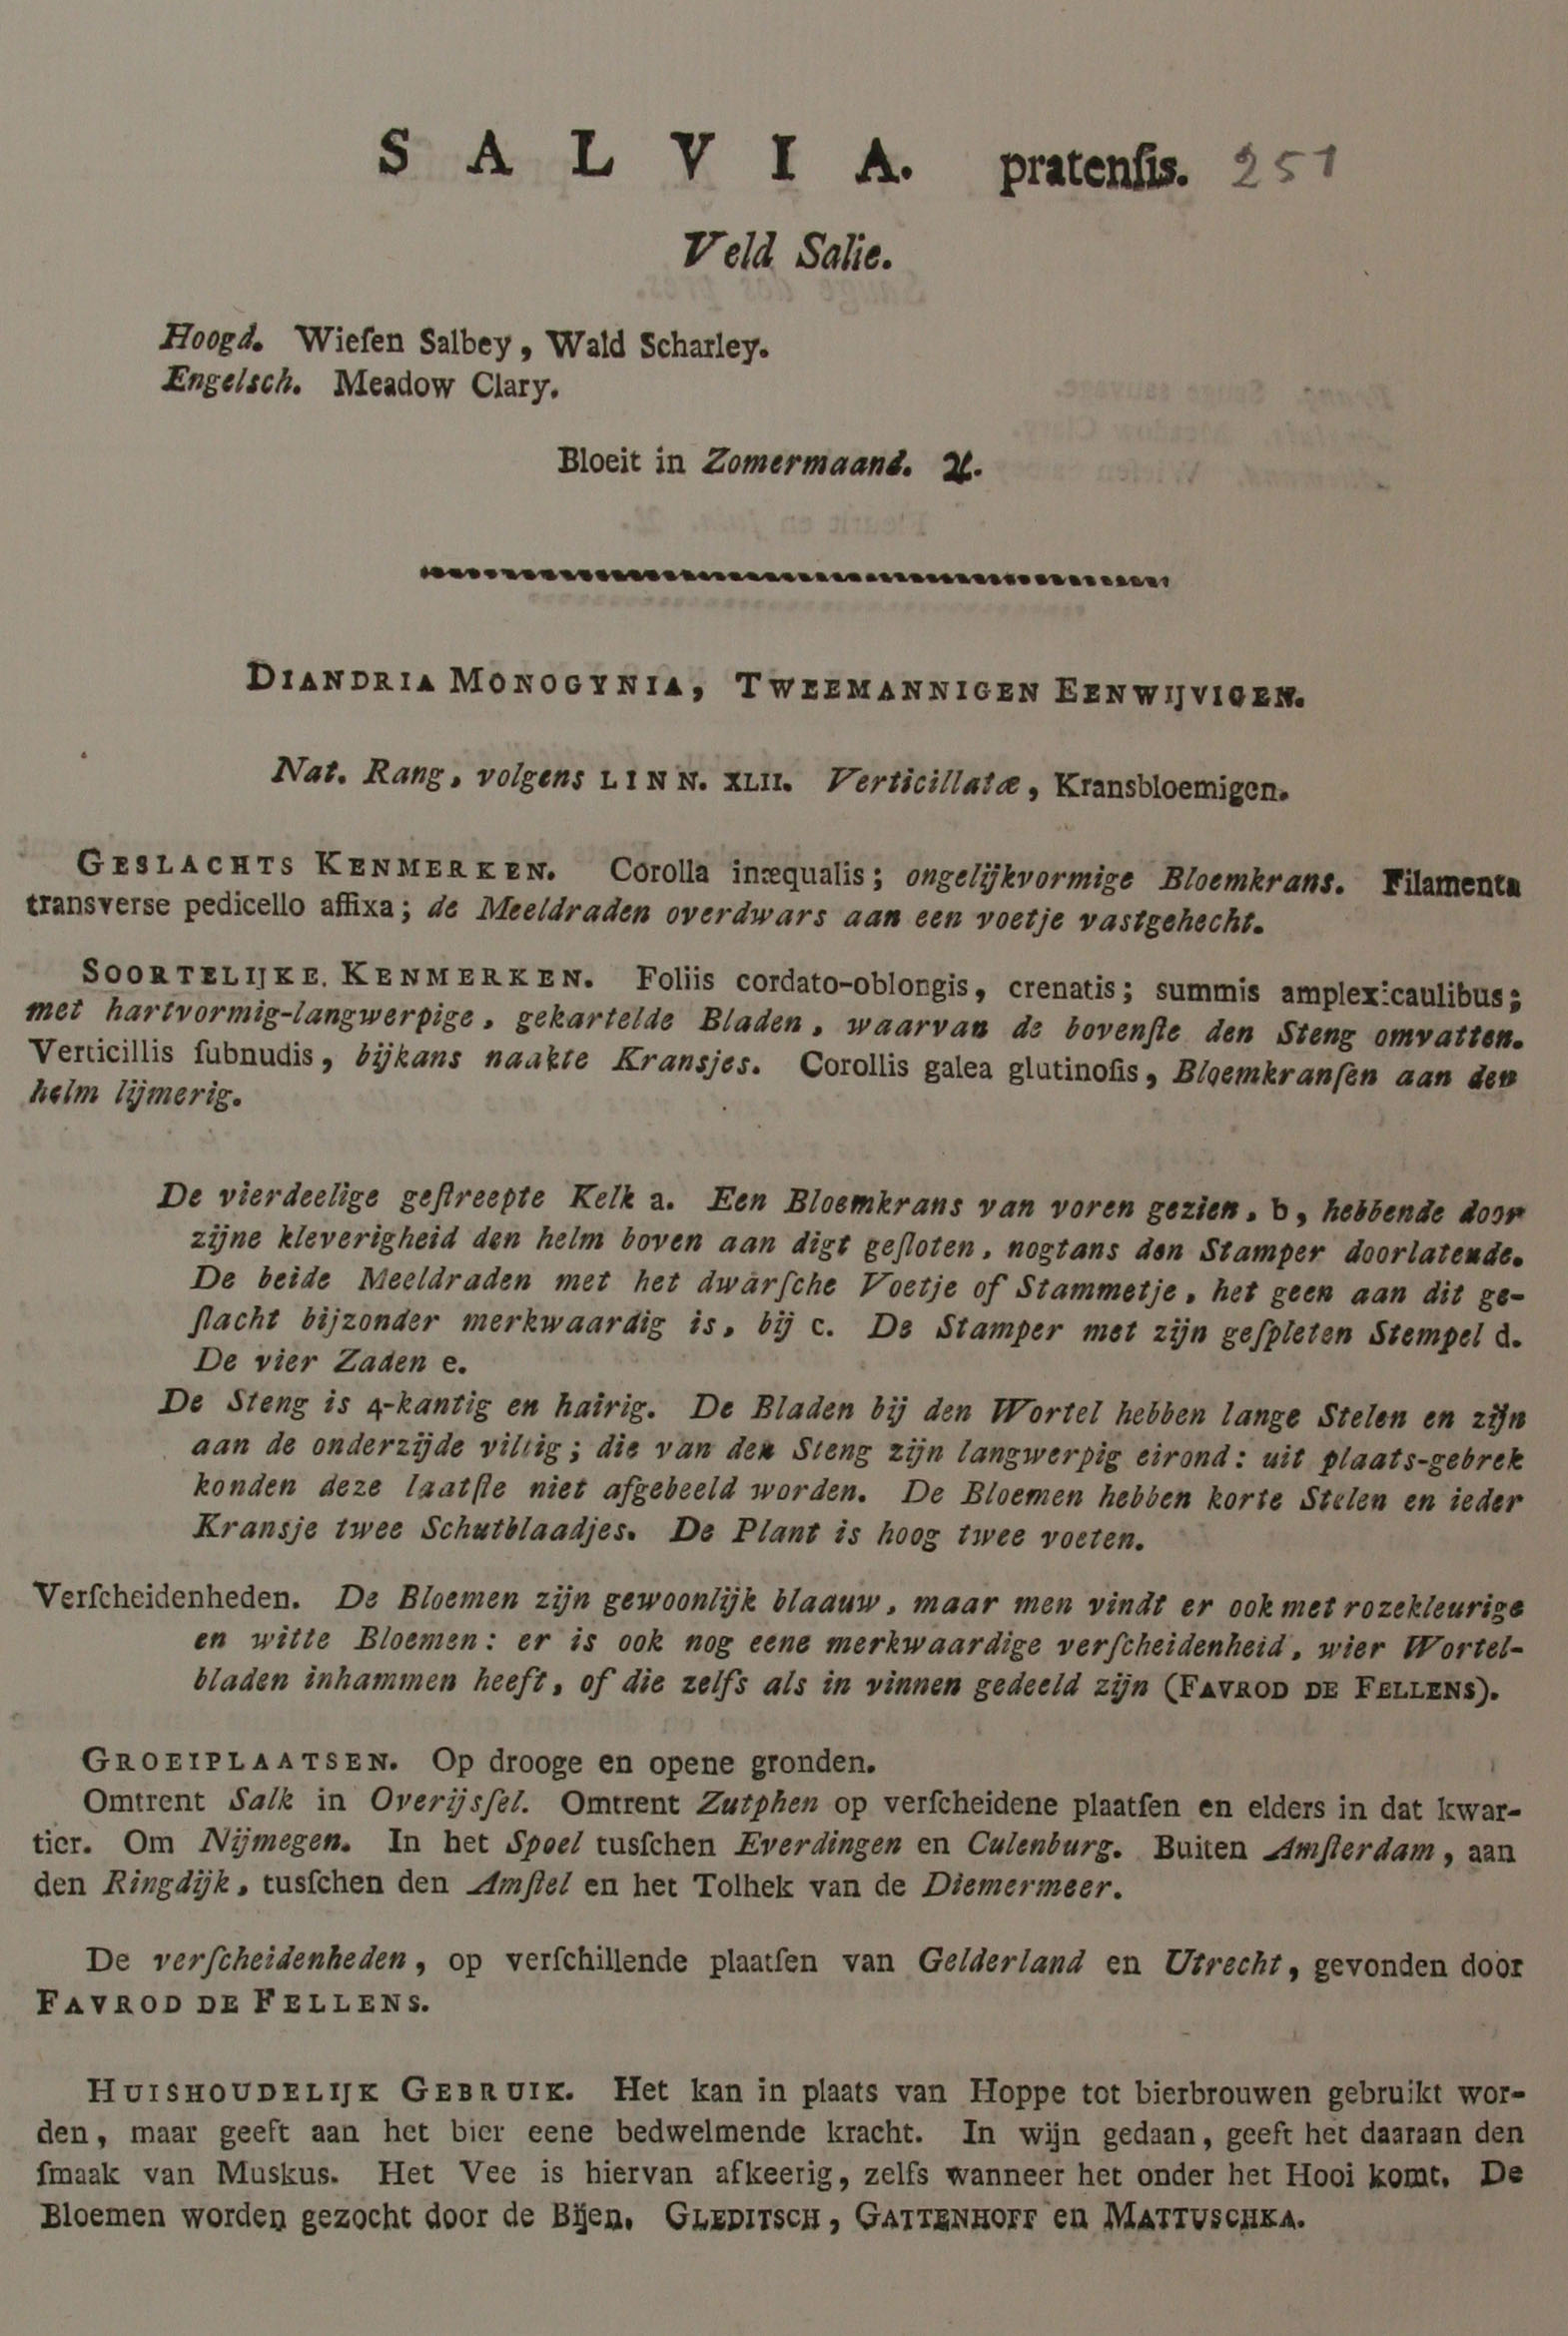 SALVIA. pratenſis. 251
Veld Salie.
Hoogd. Wieſen Salbey, Wald Scharley.
Engelsch. Meadow Clary.
Bloeit in Zomermaand. ♃.
DIANDRIA MONOGYNIA, TWEEMANNIGEN EENWIJVIGEN.
Nat. Rang, volgens LINN. XLII. Verticillatæ, Kransbloemigen.
GESLACHTS KENMERKEN. Corolla inæqualis; ongelijkvormige Bloemkrans. Filamenta
transverse pedicello affixa; de Meeldraden overdwars aan een voetje vastgehecht.
SOORTELIJKE KENMERKEN. Foliis cordato-oblongis, crenatis; summis amplexicaulibus;
met hartvormig-langwerpige, gekartelde Bladen, waarvan de bovenſte den Steng omvatten.
Verticillis ſubnudis, bijkans naakte Kransjes. Corollis galea glutinoſis, Bloemkranſen aan den
helm lijmerig.
De vierdeelige geſtreepte Kelk a. Een Bloemkrans van voren gezien, b, hebbende door
zijne kleverigheid den helm boven aan digt geſloten, nogtans den Stamper doorlatende.
De beide Meeldraden met het dwarſche Voetje of Stammetje, het geen aan dit ge-
ſlacht bijzonder merkwaardig is, bij c. De Stamper met zijn geſpleten Stempel d.
De vier Zaden e.
De Steng is 4-kantig en hairig. De Bladen bij den Wortel hebben lange Stelen en zijn
aan de onderzijde viltig; die van den Steng zijn langwerpig eirond: uit plaats-gebrek
konden deze laatſte niet afgebeeld worden. De Bloemen hebben korte Stelen en ieder
Kransje twee Schutblaadjes. De Plant is hoog twee voeten.
Verſcheidenheden. De Bloemen zijn gewoonlijk blaauw, maar men vindt er ook met rozekleurige
en witte Bloemen: er is ook nog eene merkwaardige verſcheidenheid, wier Wortel-
bladen inhammen heeft, of die zelfs als in vinnen gedeeld zijn (FAVROD DE FELLENS).
GROEIPLAATSEN. Op drooge en opene gronden.
Omtrent Salk in Overijsſel. Omtrent Zutphen op verſcheidene plaatſen en elders in dat kwar-
tier. Om Nijmegen. In het Spoel tusſchen Everdingen en Culenburg. Buiten Amſterdam, aan
den Ringdijk, tusſchen den Amſtel en het Tolhek van de Diemermeer.
De verſcheidenheden, op verſchillende plaatſen van Gelderland en Utrecht, gevonden door
FAVROD DE FELLENS.
HUISHOUDELIJK GEBRUIK. Het kan in plaats van Hoppe tot bierbrouwen gebruikt wor-
den, maar geeft aan het bier eene bedwelmende kracht. In wijn gedaan, geeft het daaraan den
ſmaak van Muskus. Het Vee is hiervan afkeerig, zelfs wanneer het onder het Hooi komt. De
Bloemen worden gezocht door de Bijen. GLEDITSCH, GATTENHOFF en MATTUSCHKA.